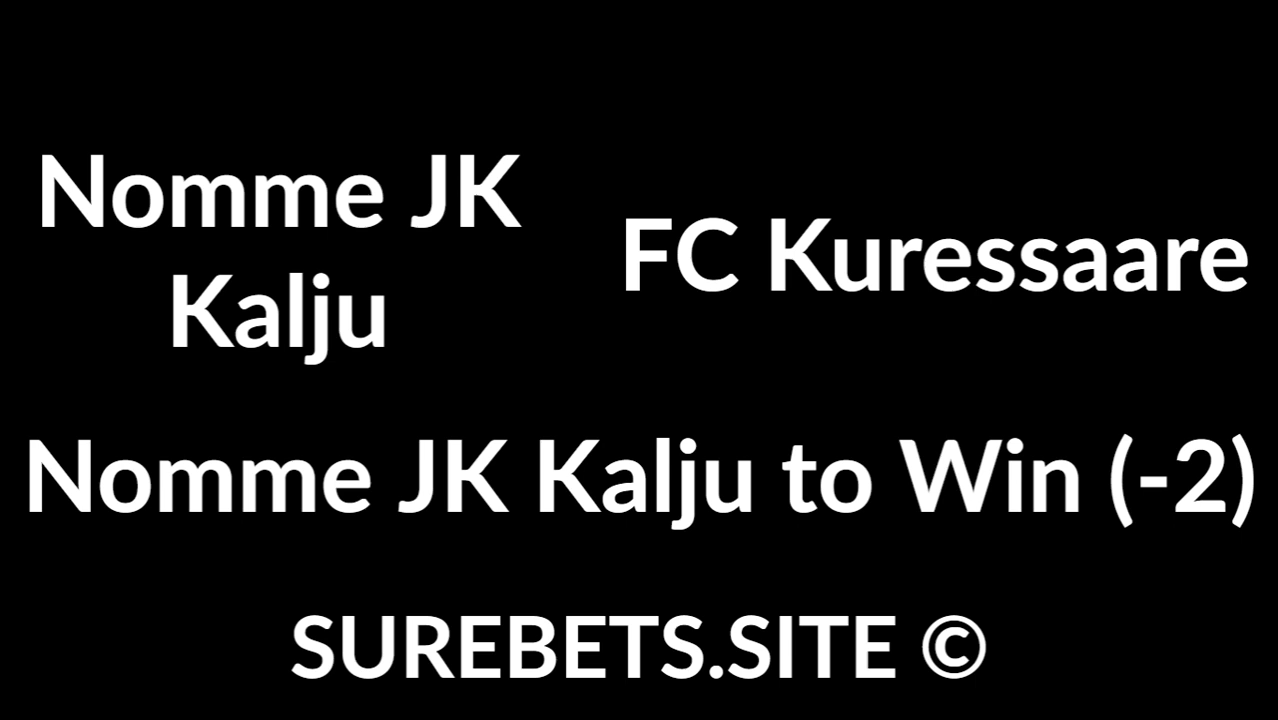 Nomme JK
Kalju
FC Kuressaare
Nomme JK Kalju to Win (-2)
SUREBETS.SITE ©